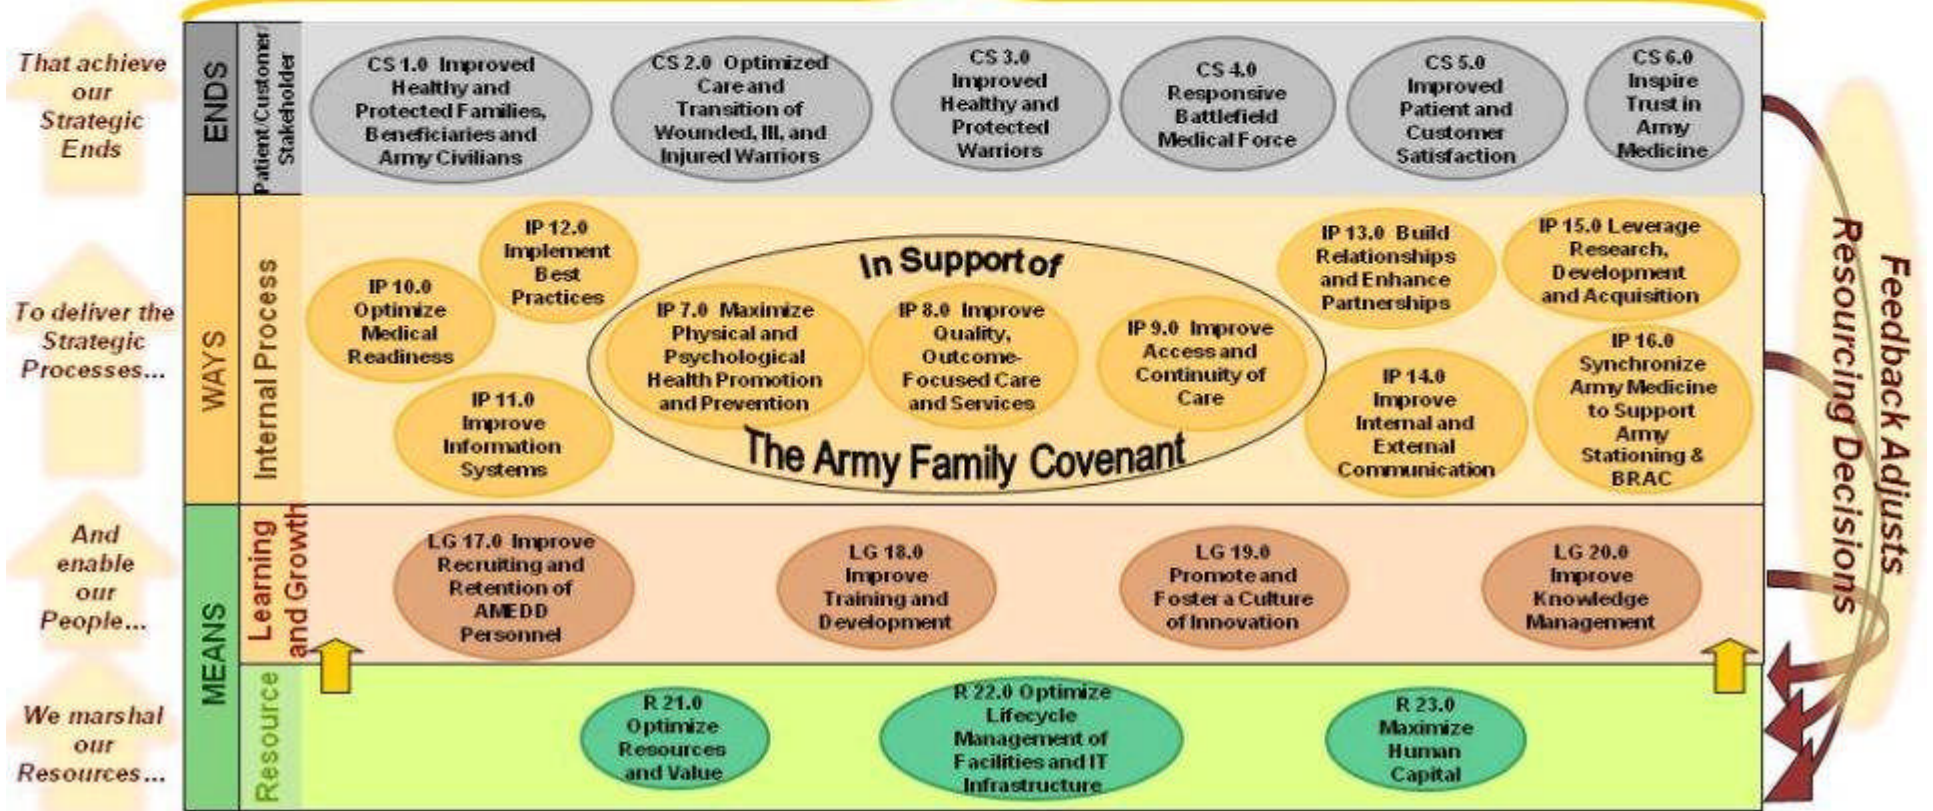 That achieve
our
Strategic
Ends
ENDS
Patient/Customer/
Stakeholder
CS 1.0 Improved
Healthy and
Protected Families,
Beneficiaries and
Army Civilians
CS 2.0 Optimized
Care and
Transition of
Wounded, Ill, and
Injured Warriors
CS 3.0
Improved
Healthy and
Protected
Warriors
CS 4.0
Responsive
Battlefield
Medical Force
CS 5.0
Improved
Patient and
Customer
Satisfaction
CS 6.0
Inspire
Trust in
Army
Medicine
To deliver the
Strategic
Processes...
WAYS
Internal Process
IP 10.0
Optimize
Medical
Readiness
IP 12.0
Implement
Best
Practices
IP 11.0
Improve
Information
Systems
In Support of
IP 7.0 Maximize
Physical and
Psychological
Health Promotion
and Prevention
IP 8.0 Improve
Quality,
Outcome-
Focused Care
and Services
IP 9.0 Improve
Access and
Continuity of
Care
The Army Family Covenant
IP 13.0 Build
Relationships
and Enhance
Partnerships
IP 15.0 Leverage
Research,
Development
and Acquisition
IP 14.0
Improve
Internal and
External
Communication
IP 16.0
Synchronize
Army Medicine
to Support
Army
Stationing &
BRAC
And
enable
our
People...
MEANS
Learning
and Growth
LG 17.0 Improve
Recruiting and
Retention of
AMEDD
Personnel
LG 18.0
Improve
Training and
Development
LG 19.0
Promote and
Foster a Culture
of Innovation
LG 20.0
Improve
Knowledge
Management
We marshal
our
Resources...
Resource
R 21.0
Optimize
Resources
and Value
R 22.0 Optimize
Lifecycle
Management of
Facilities and IT
Infrastructure
R 23.0
Maximize
Human
Capital
Feedback Adjusts
Resourcing Decisions